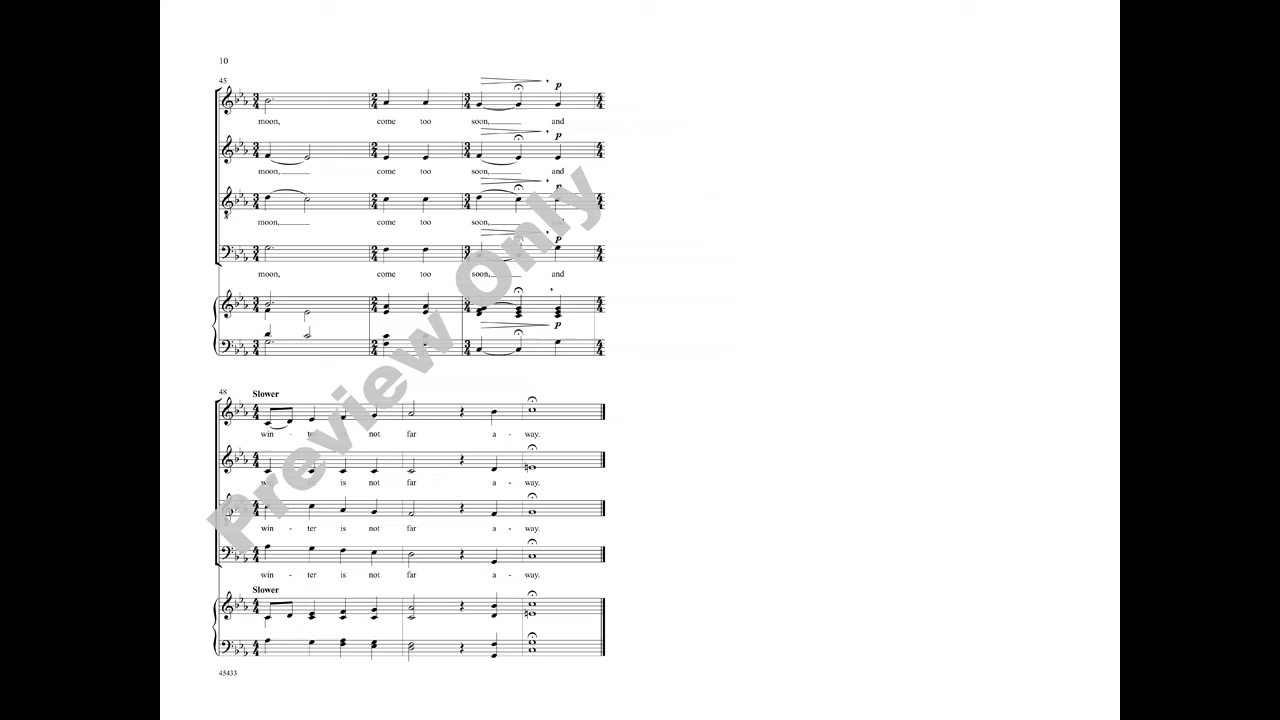 10
45
p
moon, come too soon, and
p
moon, come too soon, and
p
moon, come too soon,
p
moon, come too soon, and
p
48
Slower
win - ter is not far a - way.
win - ter is not far a - way.
win - ter is not far a - way.
win - ter is not far a - way.
Slower
45433
Preview Only